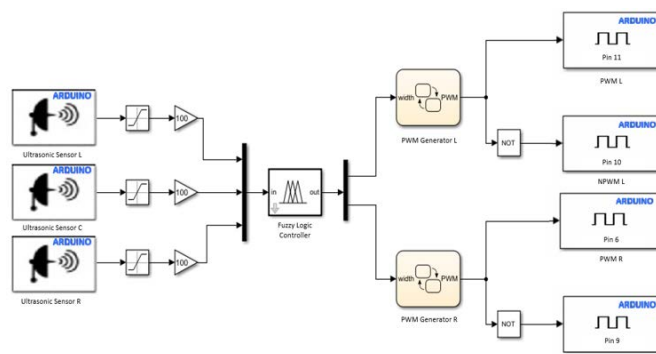 ARDUINO
Pin 11
PWM L
ARDUINO
Ultrasonic Sensor L
100
width PWM
PWM Generator L
NOT
ARDUINO
Pin 10
NPWM L
ARDUINO
Ultrasonic Sensor C
100
in out
Fuzzy Logic
Controller
ARDUINO
Pin 6
PWM R
ARDUINO
Ultrasonic Sensor R
100
width PWM
PWM Generator R
NOT
ARDUINO
Pin 9